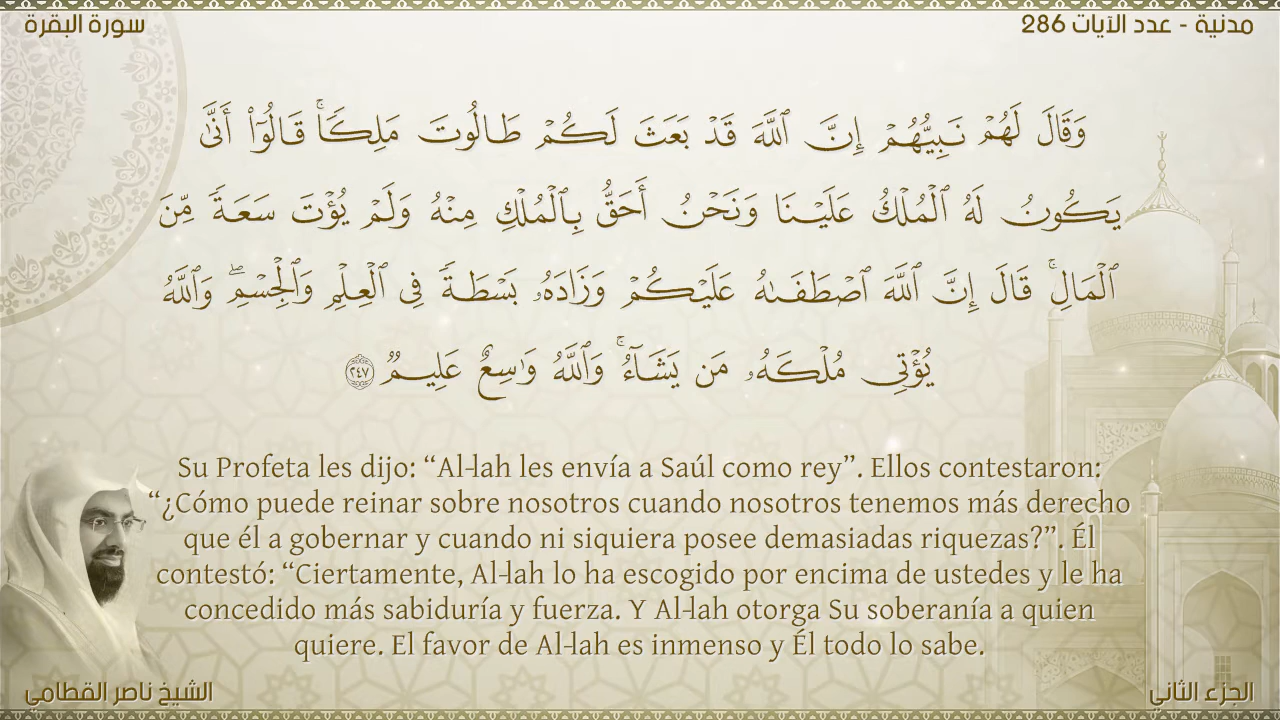 مدنية - عدد الآيات 286
سورة البقرة
وَقَالَ لَهُمْ نَبِيُّهُمْ إِنَّ ٱللَّهَ قَدْ بَعَثَ لَكُمْ طَالُوتَ مَلِكًاۚ قَالُوٓا۟ أَنَّىٰ
يَكُونُ لَهُ ٱلْمُلْكُ عَلَيْنَا وَنَحْنُ أَحَقُّ بِٱلْمُلْكِ مِنْهُ وَلَمْ يُؤْتَ سَعَةً مِّنَ
ٱلْمَالِۚ قَالَ إِنَّ ٱللَّهَ ٱصْطَفَىٰهُ عَلَيْكُمْ وَزَادَهُۥ بَسْطَةً فِى ٱلْعِلْمِ وَٱلْجِسْمِۖ وَٱللَّهُ
يُؤْتِى مُلْكَهُۥ مَن يَشَآءُۚ وَٱللَّهُ وَٰسِعٌ عَلِيمٌ ٢٤٧
Su Profeta les dijo: “Al-lah les envía a Saúl como rey”. Ellos contestaron:
“¿Cómo puede reinar sobre nosotros cuando nosotros tenemos más derecho
que él a gobernar y cuando ni siquiera posee demasiadas riquezas?”. Él
contestó: “Ciertamente, Al-lah lo ha escogido por encima de ustedes y le ha
concedido más sabiduría y fuerza. Y Al-lah otorga Su soberanía a quien
quiere. El favor de Al-lah es inmenso y Él todo lo sabe.
الجزء الثاني
الشيخ ناصر القطامي